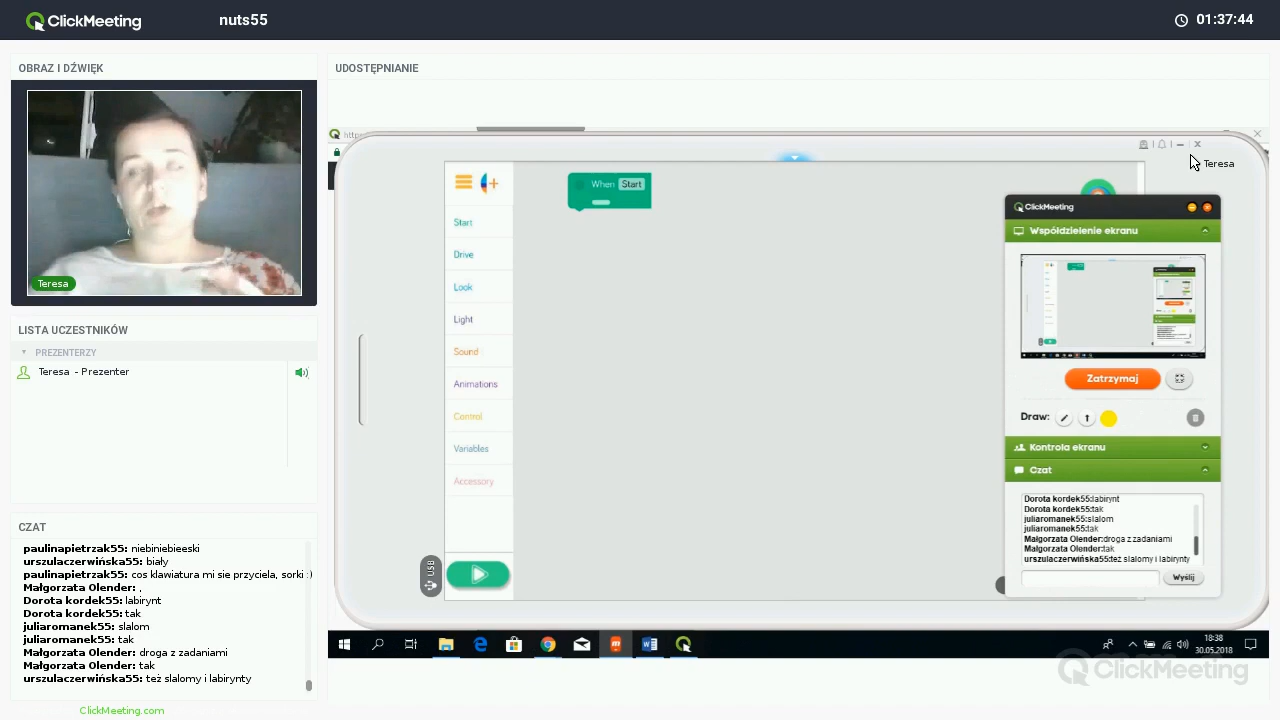 ClickMeeting
nuts55
01:37:44
OBRAZ I DŹWIĘK
Teresa
LISTA UCZESTNIKÓW
PREZENTERZY
Teresa - Prezenter
CZAT
paulinapietrzak55: niebiniebieeski
urszulaczerwińska55: biały
paulinapietrzak55: cos klawiatura mi sie przyciela, sorki :)
Małgorzata Olender: ,
Dorota kordek55: labirynt
Dorota kordek55: tak
juliaromanek55: slalom
juliaromanek55: tak
Małgorzata Olender: droga z zadaniami
Małgorzata Olender: tak
urszulaczerwińska55: też slalomy i labirynty
ClickMeeting.com
UDOSTĘPNIANIE
Teresa
When Start
Start
Drive
Look
Light
Sound
Animations
Control
Variables
Accessory
USB
ClickMeeting
Współdzielenie ekranu
Zatrzymaj
Draw:
Kontrola ekranu
Czat
Dorota kordek55:labirynt
Dorota kordek55:tak
juliaromanek55:slalom
juliaromanek55:tak
Małgorzata Olender:droga z zadaniami
Małgorzata Olender:tak
urszulaczerwińska55:też slalomy i labirynty
Wyślij
18:38
30.05.2018
ClickMeeting